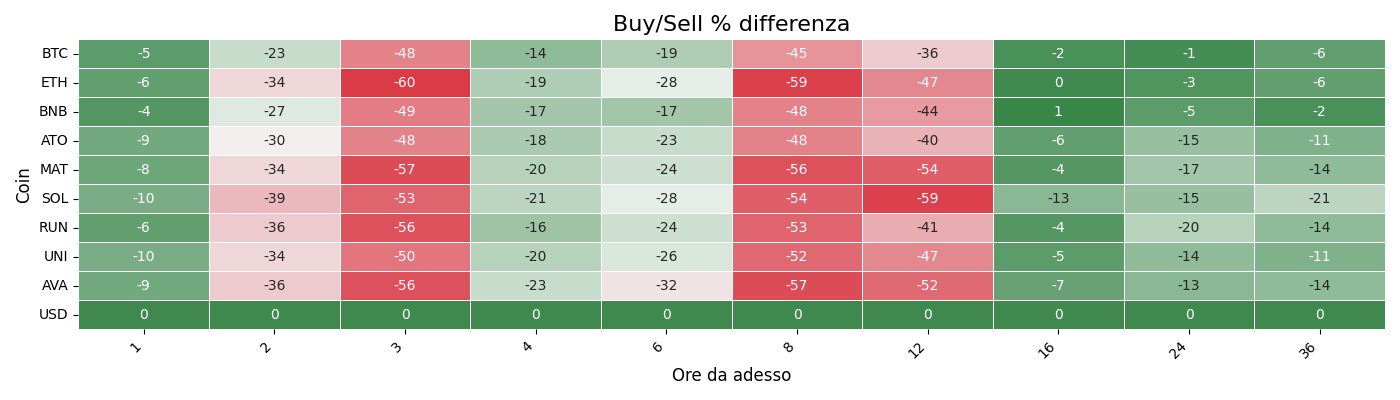 Buy/Sell % differenza
Coin
BTC -5 -23 -48 -14 -19 -45 -36 -2 -1 -6
ETH -6 -34 -60 -19 -28 -59 -47 0 -3 -6
BNB -4 -27 -49 -17 -17 -48 -44 1 -5 -2
ATO -9 -30 -48 -18 -23 -48 -40 -6 -15 -11
MAT -8 -34 -57 -20 -24 -56 -54 -4 -17 -14
SOL -10 -39 -53 -21 -28 -54 -59 -13 -15 -21
RUN -6 -36 -56 -16 -24 -53 -41 -4 -20 -14
UNI -10 -34 -50 -20 -26 -52 -47 -5 -14 -11
AVA -9 -36 -56 -23 -32 -57 -52 -7 -13 -14
USD 0 0 0 0 0 0 0 0 0 0
1 2 3 4 6 8 12 16 24 36
Ore da adesso